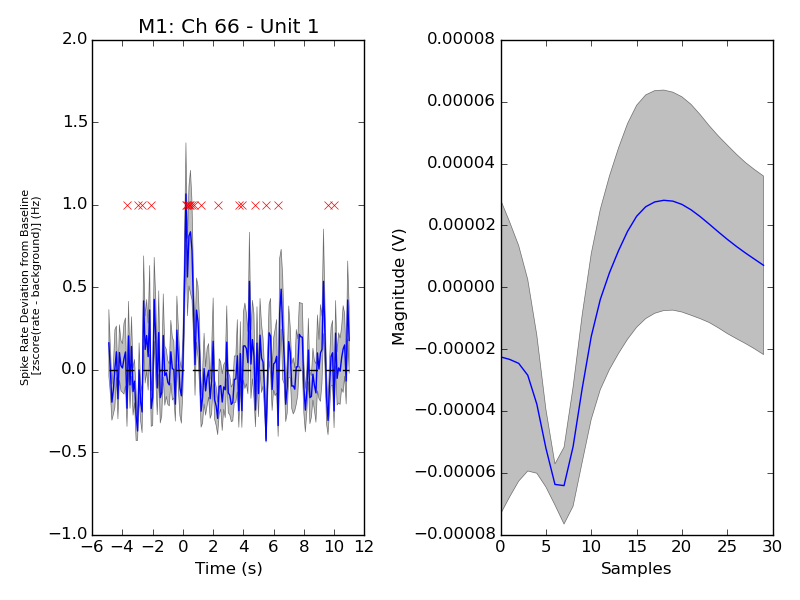 M1: Ch 66 - Unit 1
2.0
1.5
1.0
0.5
0.0
−0.5
−1.0
−6 −4 −2 0 2 4 6 8 10 12
Time (s)
Spike Rate Deviation from Baseline
[zscore(rate - background)] (Hz)
0.00008
0.00006
0.00004
0.00002
0.00000
−0.00002
−0.00004
−0.00006
−0.00008
0 5 10 15 20 25 30
Samples
Magnitude (V)